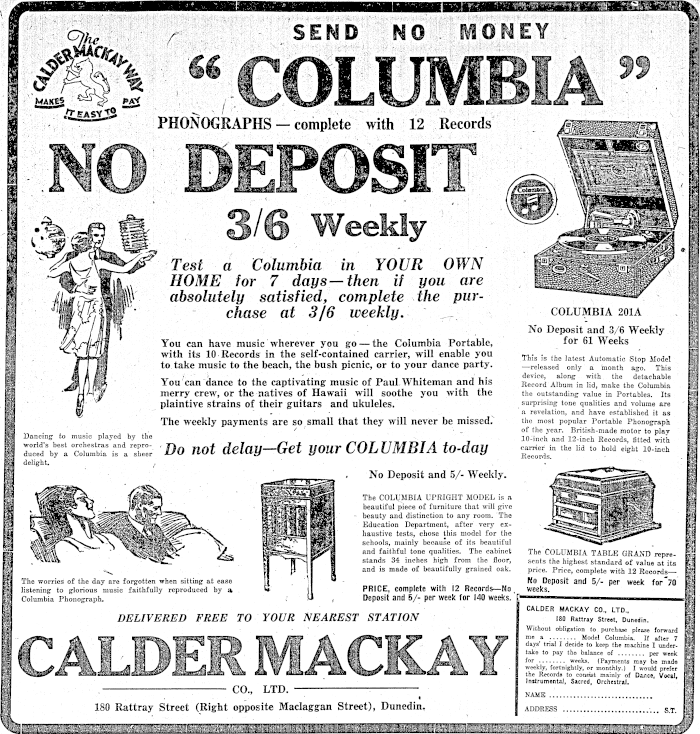 The
CALDER MACKAY WAY
MAKES IT EASY TO PAY
SEND NO MONEY
"COLUMBIA"
PHONOGRAPHS — complete with 12 Records
NO DEPOSIT
3/6 Weekly
Test a Columbia in YOUR OWN
HOME for 7 days—then if you are
absolutely satisfied, complete the pur-
chase at 3/6 weekly.
You can have music wherever you go—the Columbia Portable,
with its 10 Records in the self-contained carrier, will enable you
to take music to the beach, the bush picnic, or to your dance party.
You can dance to the captivating music of Paul Whiteman and his
merry crew, or the natives of Hawaii will soothe you with the
plaintive strains of their guitars and ukuleles.
The weekly payments are so small that they will never be missed.
Do not delay—Get your COLUMBIA to-day
Dancing to music played by the
world's best orchestras and repro-
duced by a Columbia is a sheer
delight.
Columbia
COLUMBIA 201A
No Deposit and 3/6 Weekly
for 61 Weeks
This is the latest Automatic Stop Model
—released only a month ago. This
device, along with the detachable
Record Album in lid, make the Columbia
the outstanding value in Portables. Its
surprising tone qualities and volume are
a revelation, and have established it as
the most popular Portable Phonograph
of the year. British-made motor to play
10-inch and 12-inch Records, fitted with
carrier in the lid to hold eight 10-inch
Records.
The worries of the day are forgotten when sitting at ease
listening to glorious music faithfully reproduced by a
Columbia Phonograph.
No Deposit and 5/- Weekly.
The COLUMBIA UPRIGHT MODEL is a
beautiful piece of furniture that will give
beauty and distinction to any room. The
Education Department, after very ex-
haustive tests, chose this model for the
schools, mainly because of its beautiful
and faithful tone qualities. The cabinet
stands 34 inches high from the floor,
and is made of beautifully grained oak.
PRICE, complete with 12 Records—No
Deposit and 5/- per week for 140 weeks.
The COLUMBIA TABLE GRAND repre-
sents the highest standard of value at its
price. Price, complete with 12 Records—
No Deposit and 5/- per week for 70
weeks.
DELIVERED FREE TO YOUR NEAREST STATION
CALDER MACKAY
CO., LTD.
180 Rattray Street (Right opposite Maclaggan Street), Dunedin.
CALDER MACKAY CO., LTD.,
180 Rattray Street, Dunedin.
Without obligation to purchase please forward
me a ........ Model Columbia. If after 7
days' trial I decide to keep the machine I under-
take to pay the balance of ........ per week
for ........ weeks. (Payments may be made
weekly, fortnightly, or monthly.) I would prefer
the Records to consist mainly of Dance, Vocal,
Instrumental, Sacred, Orchestral.
NAME ..............................
ADDRESS .............................. S.T.